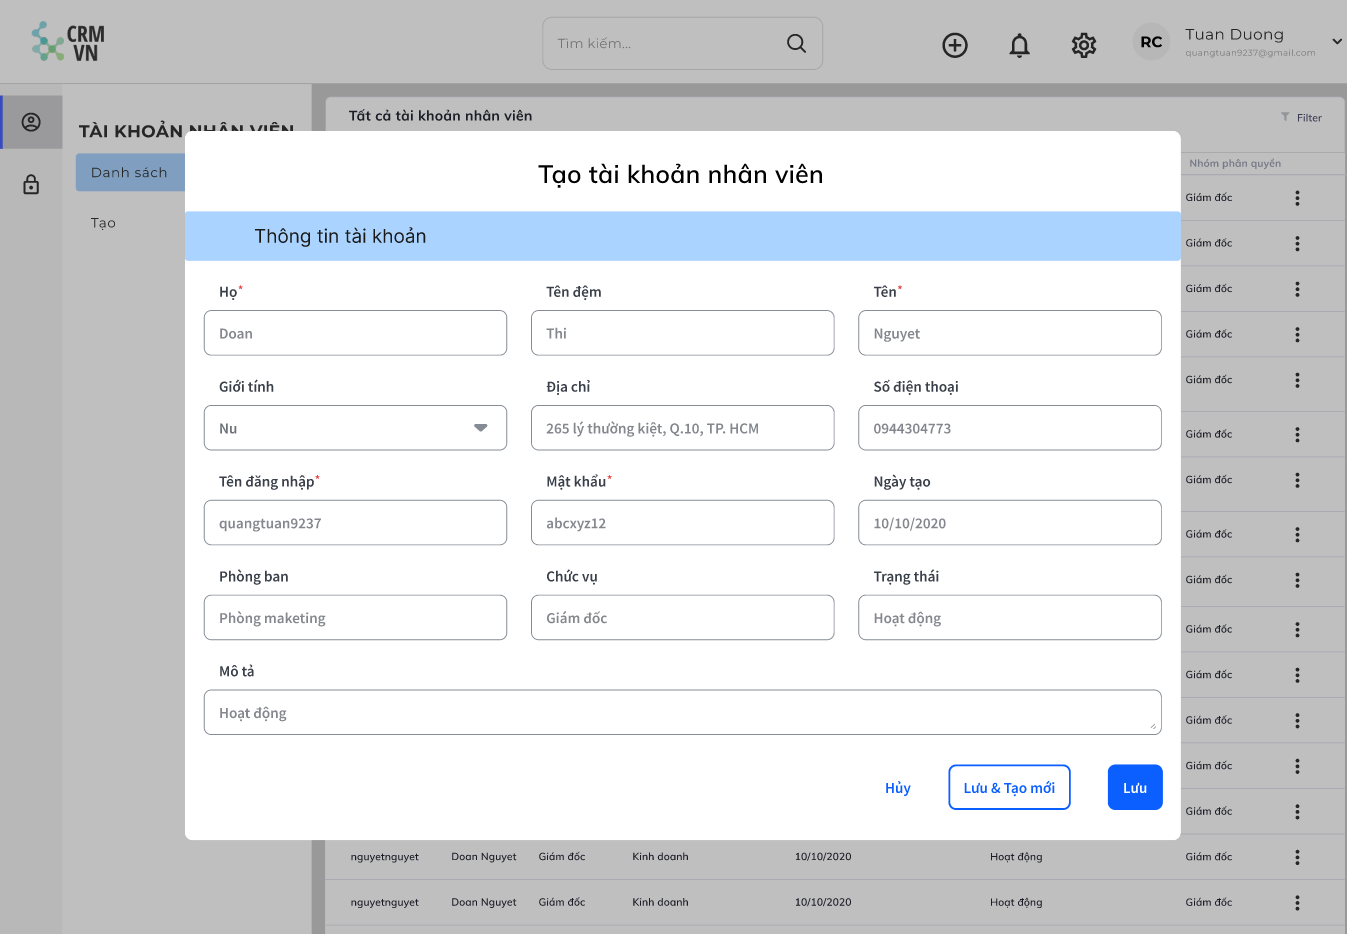 CRM
VN
Tìm kiếm...
RC
Tuan Duong
quangtuan9237@gmail.com
TÀI KHOẢN NHÂN VIÊN
Danh sách
Tạo
Tất cả tài khoản nhân viên
Filter
Nhóm phân quyền
Giám đốc
Giám đốc
Giám đốc
Giám đốc
Giám đốc
Giám đốc
Giám đốc
Giám đốc
Giám đốc
Giám đốc
Giám đốc
Giám đốc
Giám đốc
Giám đốc
Tạo tài khoản nhân viên
Thông tin tài khoản
Họ* Tên đệm Tên*
Doan Thi Nguyet
Giới tính Địa chỉ Số điện thoại
Nu 265 lý thường kiệt, Q.10, TP. HCM 0944304773
Tên đăng nhập* Mật khẩu* Ngày tạo
quangtuan9237 abcxyz12 10/10/2020
Phòng ban Chức vụ Trạng thái
Phòng maketing Giám đốc Hoạt động
Mô tả
Hoạt động
Hủy Lưu & Tạo mới Lưu
nguyetnguyet Doan Nguyet Giám đốc Kinh doanh 10/10/2020 Hoạt động Giám đốc
nguyetnguyet Doan Nguyet Giám đốc Kinh doanh 10/10/2020 Hoạt động Giám đốc